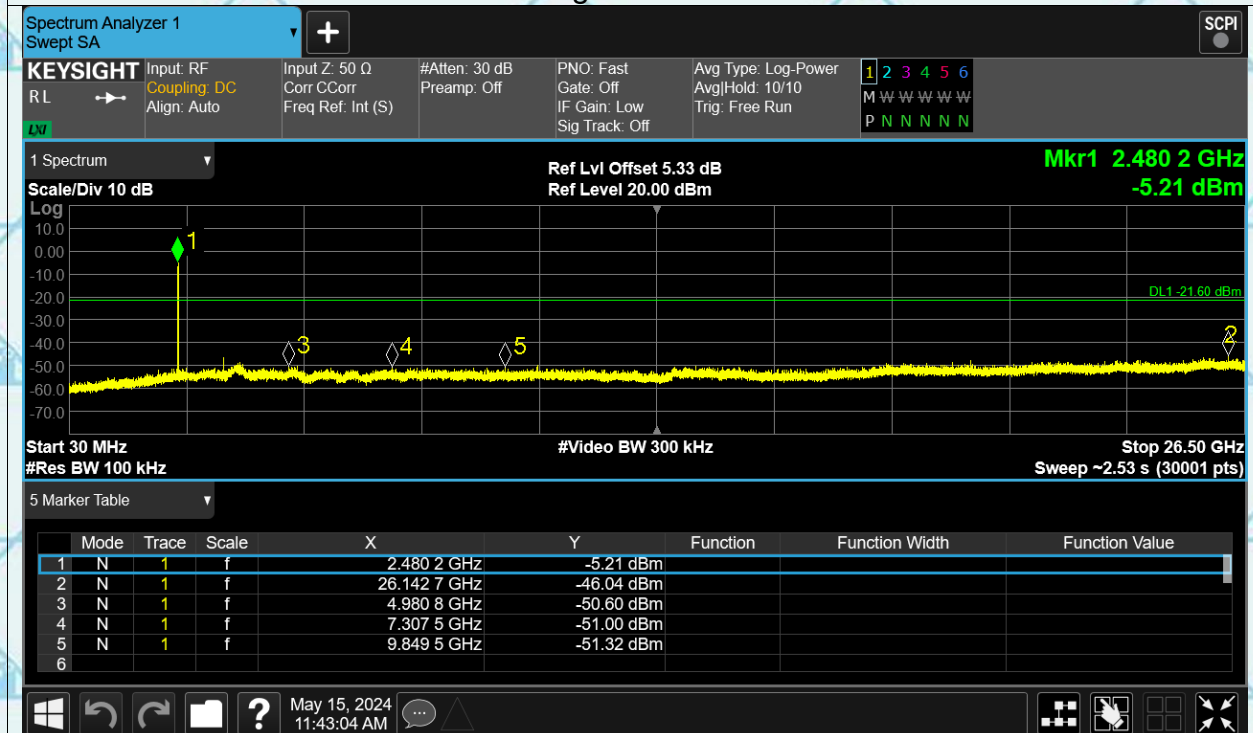 Spectrum Analyzer 1
Swept SA
+
SCPI
KEYSIGHT
RL
LXI
Input: RF
Coupling: DC
Align: Auto
Input Z: 50 Ω
Corr CCorr
Freq Ref: Int (S)
#Atten: 30 dB
Preamp: Off
PNO: Fast
Gate: Off
IF Gain: Low
Sig Track: Off
Avg Type: Log-Power
Avg|Hold: 10/10
Trig: Free Run
1 2 3 4 5 6
M W W W W W
P N N N N N
1 Spectrum
Scale/Div 10 dB
Ref Lvl Offset 5.33 dB
Ref Level 20.00 dBm
Mkr1 2.480 2 GHz
-5.21 dBm
Log
10.0
0.00
-10.0
-20.0
-30.0
-40.0
-50.0
-60.0
-70.0
1
3
4
5
2
DL1 -21.60 dBm
Start 30 MHz
#Res BW 100 kHz
#Video BW 300 kHz
Stop 26.50 GHz
Sweep ~2.53 s (30001 pts)
5 Marker Table
Mode Trace Scale X Y Function Function Width Function Value
1 N 1 f 2.480 2 GHz -5.21 dBm
2 N 1 f 26.142 7 GHz -46.04 dBm
3 N 1 f 4.980 8 GHz -50.60 dBm
4 N 1 f 7.307 5 GHz -51.00 dBm
5 N 1 f 9.849 5 GHz -51.32 dBm
6
?
May 15, 2024
11:43:04 AM